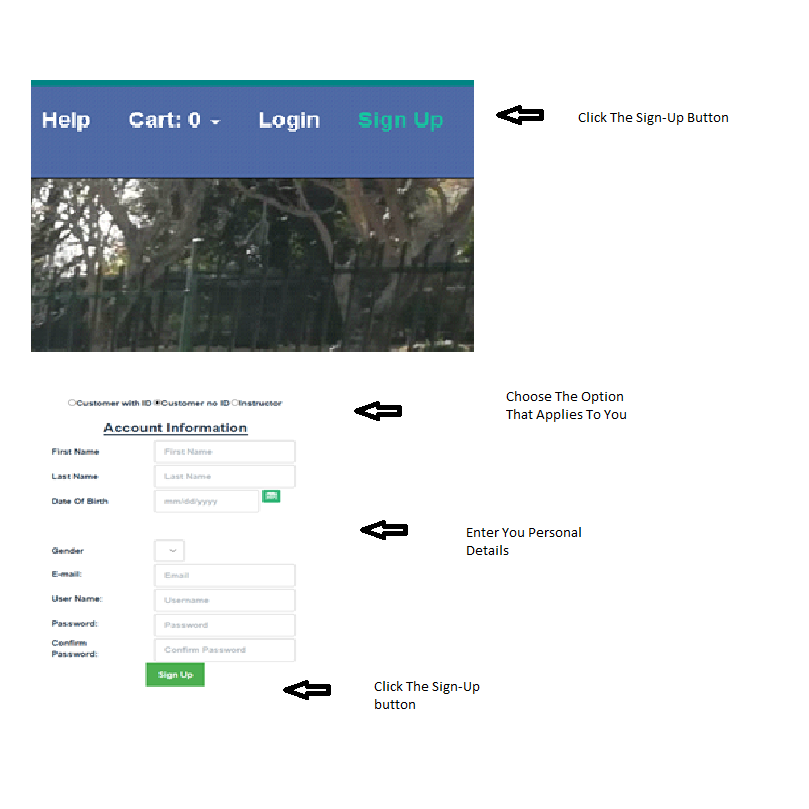 Help Cart: 0 Login Sign Up
Click The Sign-Up Button
Customer with ID Customer no ID Instructor
Choose The Option
That Applies To You
Account Information
First Name First Name
Last Name Last Name
Date Of Birth mm/dd/yyyy
Enter You Personal
Details
Gender
E-mail: Email
User Name: Username
Password: Password
Confirm
Password: Confirm Password
Sign Up
Click The Sign-Up
button